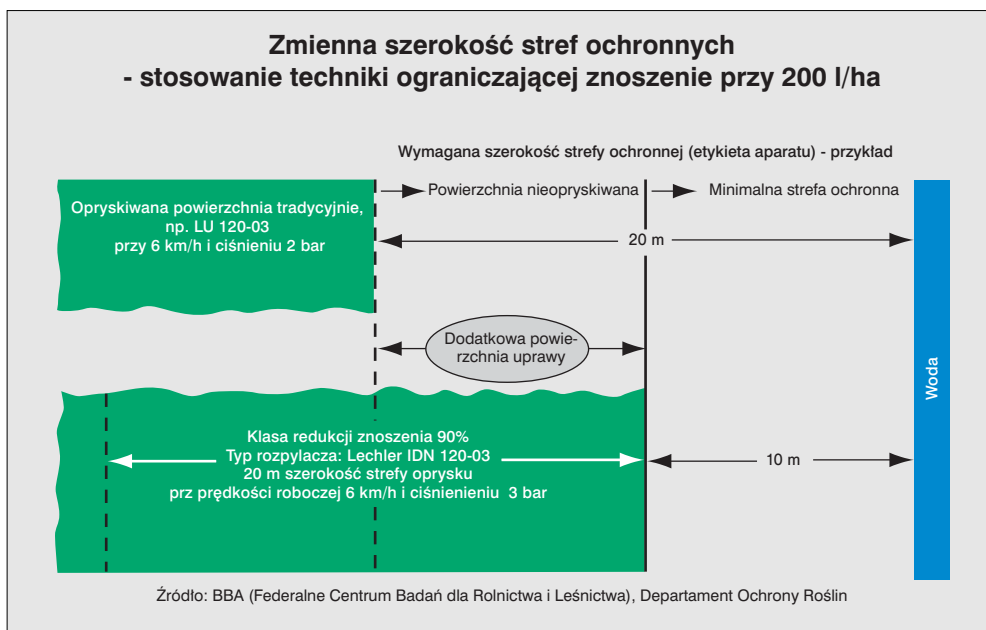 Zmienna szerokość stref ochronnych
- stosowanie techniki ograniczającej znoszenie przy 200 l/ha
Wymagana szerokość strefy ochronnej (etykieta aparatu) - przykład
Powierzchnia nieopryskiwana
Minimalna strefa ochronna
Opryskiwana powierzchnia tradycyjnie,
np. LU 120-03
przy 6 km/h i ciśnieniu 2 bar
20 m
Dodatkowa powie-
rzchnia uprawy
Woda
Klasa redukcji znoszenia 90%
Typ rozpylacza: Lechler IDN 120-03
20 m szerokość strefy oprysku
prz prędkości roboczej 6 km/h i ciśnienieniu 3 bar
10 m
Źródło: BBA (Federalne Centrum Badań dla Rolnictwa i Leśnictwa), Departament Ochrony Roślin